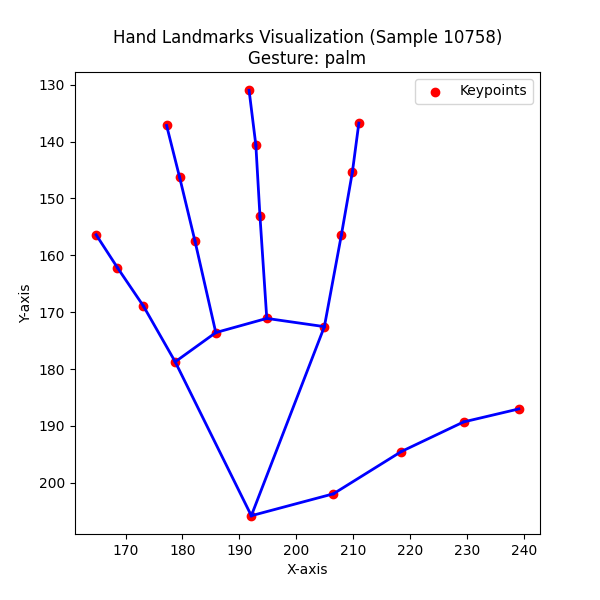 Hand Landmarks Visualization (Sample 10758)
Gesture: palm
Keypoints
130
140
150
160
170
180
190
200
Y-axis
170 180 190 200 210 220 230 240
X-axis